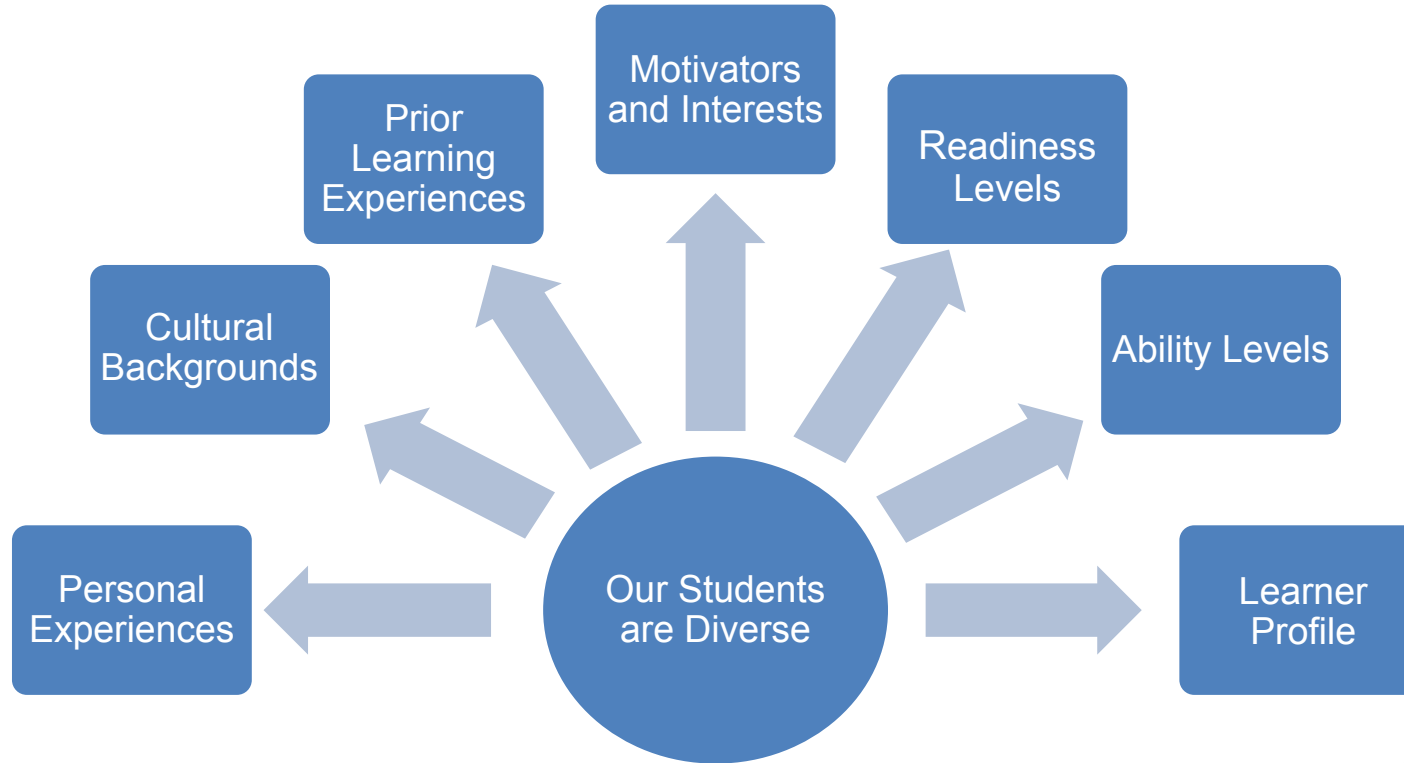 Motivators
and Interests
Prior
Learning
Experiences
Readiness
Levels
Cultural
Backgrounds
Ability Levels
Personal
Experiences
Our Students
are Diverse
Learner
Profile